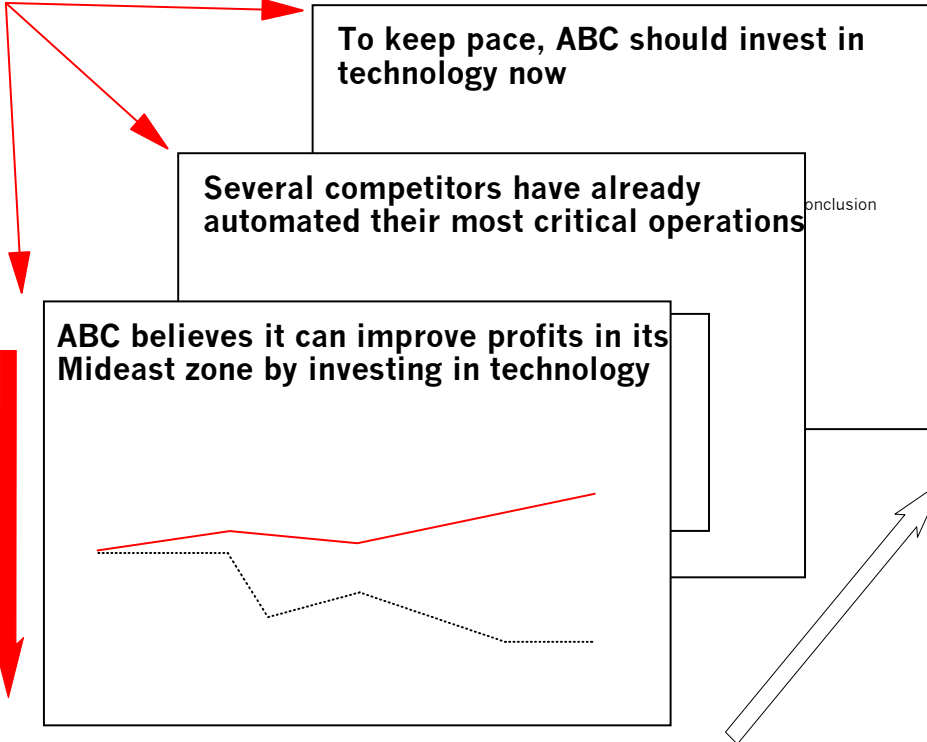 To keep pace, ABC should invest in
technology now
Several competitors have already
automated their most critical operations
onclusion
ABC believes it can improve profits in its
Mideast zone by investing in technology